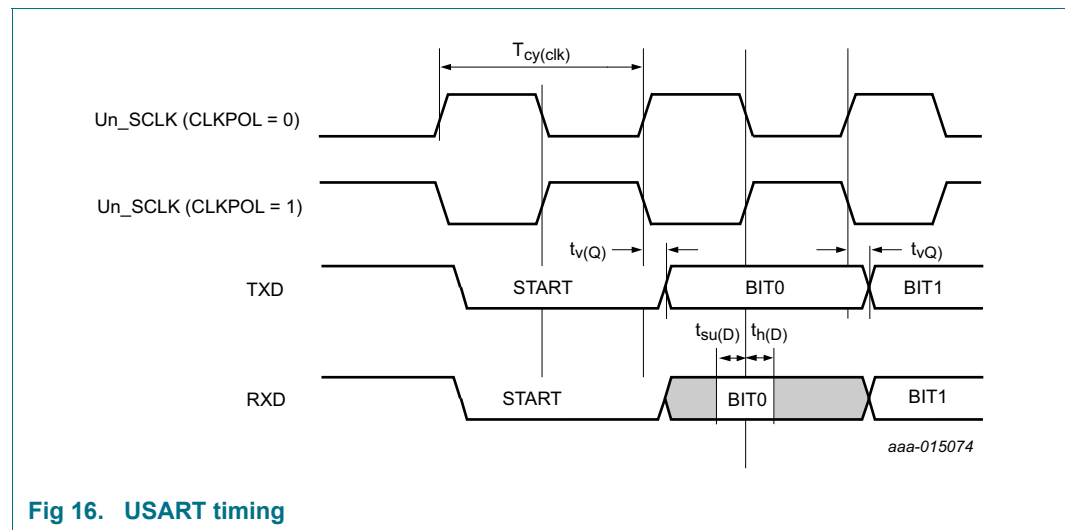 Tcy(clk)
Un_SCLK (CLKPOL = 0)
Un_SCLK (CLKPOL = 1)
tv(Q)
tvQ)
TXD
START
BIT0
BIT1
tsu(D)
th(D)
RXD
START
BIT0
BIT1
aaa-015074
Fig 16. USART timing